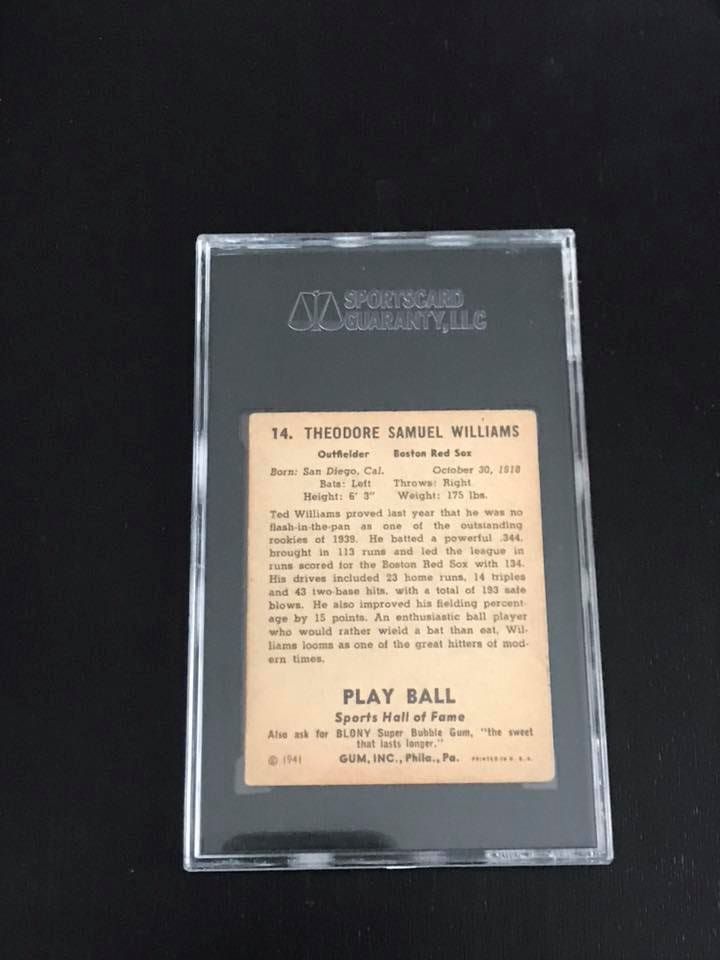 SPORTSCARD
GUARANTY, LLC
14. THEODORE SAMUEL WILLIAMS
Outfielder Boston Red Sox
Born: San Diego, Cal. October 30, 1918
Bats: Left Throws: Right
Height: 6' 3" Weight: 175 lbs.
Ted Williams proved last year that he was no
flash-in-the-pan as one of the outstanding
rookies of 1939. He batted a powerful .344,
brought in 113 runs and led the league in
runs scored for the Boston Red Sox with 134.
His drives included 23 home runs, 14 triples
and 43 two-base hits, with a total of 193 safe
blows. He also improved his fielding percent-
age by 15 points. An enthusiastic ball player
who would rather wield a bat than eat, Wil-
liams looms as one of the great hitters of mod-
ern times.
PLAY BALL
Sports Hall of Fame
Also ask for BLONY Super Bubble Gum, "the sweet
that lasts longer."
© 1941 GUM, INC., Phila., Pa. PRINTED IN U. S. A.